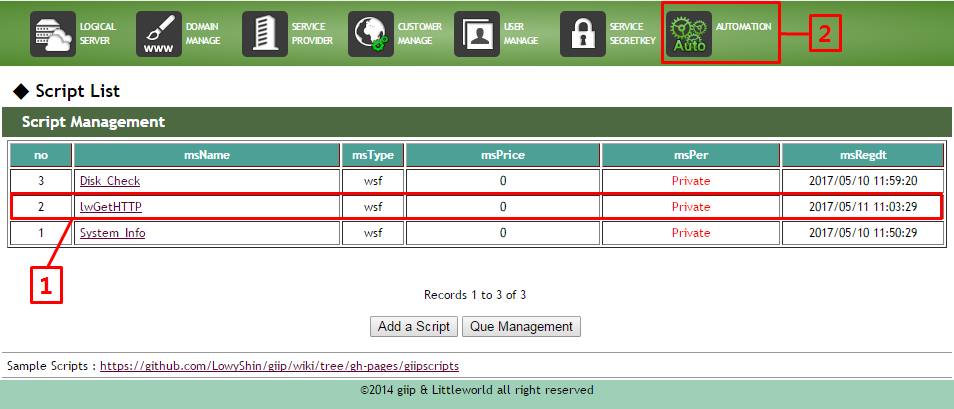 LOGICAL SERVER
www
DOMAIN MANAGE
SERVICE PROVIDER
CUSTOMER MANAGE
USER MANAGE
SERVICE SECRETKEY
Auto
AUTOMATION
2
◆ Script List
Script Management
no msName msType msPrice msPer msRegdt
3 Disk_Check wsf 0 Private 2017/05/10 11:59:20
2 lwGetHTTP wsf 0 Private 2017/05/11 11:03:29
1 System_Info wsf 0 Private 2017/05/10 11:50:29
1
Records 1 to 3 of 3
Add a Script Que Management
Sample Scripts : https://github.com/LowyShin/giip/wiki/tree/gh-pages/giipscripts
©2014 giip & Littleworld all right reserved